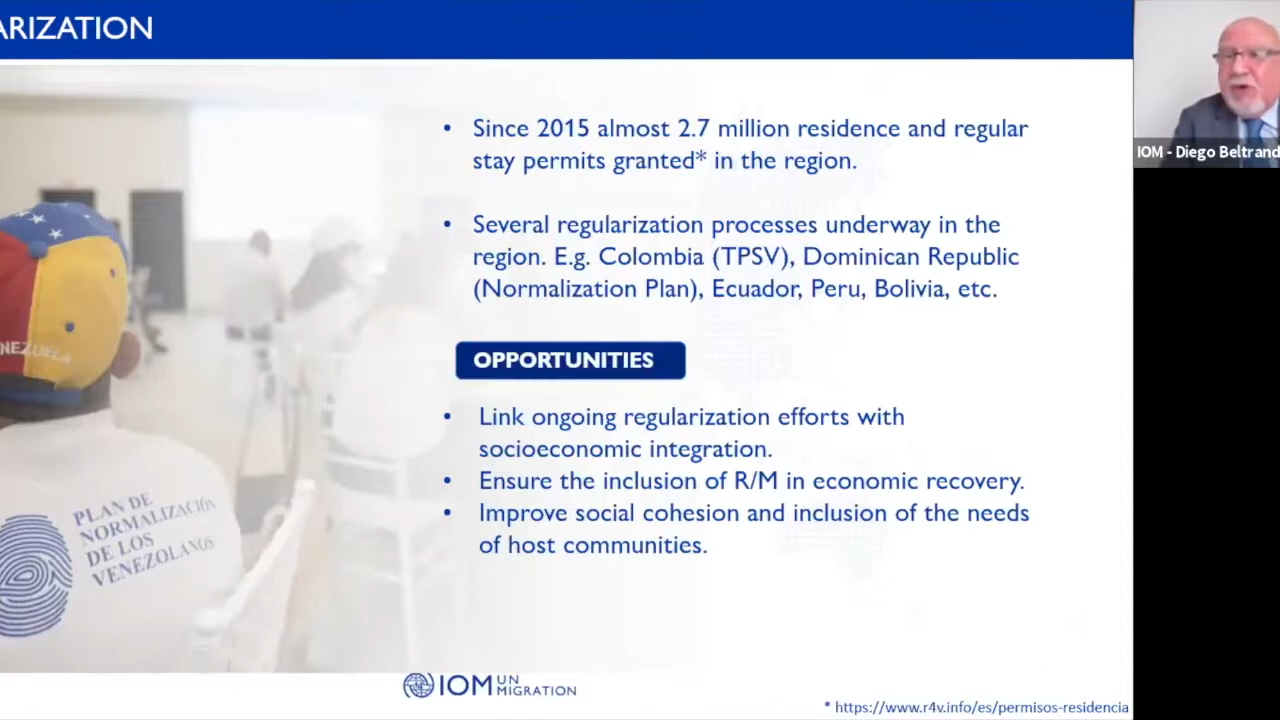 ARIZATION
IOM - Diego Beltrand
• Since 2015 almost 2.7 million residence and regular
stay permits granted* in the region.
• Several regularization processes underway in the
region. E.g. Colombia (TPSV), Dominican Republic
(Normalization Plan), Ecuador, Peru, Bolivia, etc.
OPPORTUNITIES
• Link ongoing regularization efforts with
socioeconomic integration.
• Ensure the inclusion of R/M in economic recovery.
• Improve social cohesion and inclusion of the needs
of host communities.
NEZUELA
PLAN DE
NORMALIZACIÓN
DE LOS
VENEZOLANOS
IOM UN
MIGRATION
* https://www.r4v.info/es/permisos-residencia